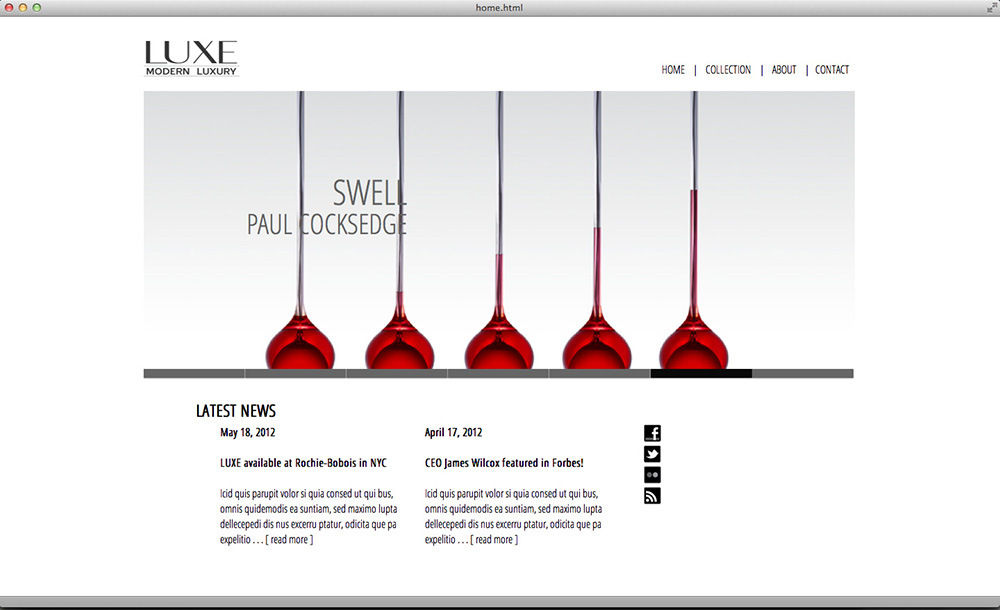 home.html
LUXE
MODERN LUXURY
HOME | COLLECTION | ABOUT | CONTACT
SWELL
PAUL COCKSEDGE
LATEST NEWS
May 18, 2012
LUXE available at Rochie-Bobois in NYC
Icid quis parupit volor si quia consed ut qui bus,
omnis quidemodis ea suntiam, sed maximo lupta
dellecepedi dis nus excerru ptatur, odicita que pa
expelitio . . . [ read more ]
April 17, 2012
CEO James Wilcox featured in Forbes!
Icid quis parupit volor si quia consed ut qui bus,
omnis quidemodis ea suntiam, sed maximo lupta
dellecepedi dis nus excerru ptatur, odicita que pa
expelitio . . . [ read more ]